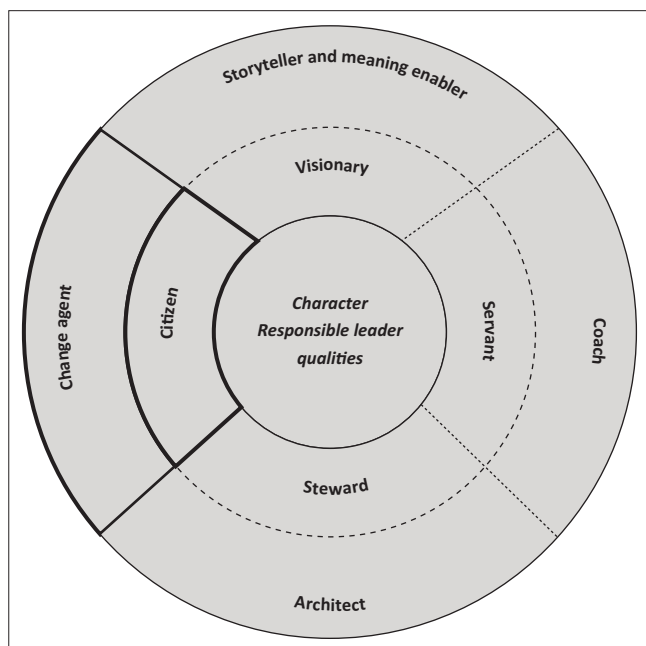 Storyteller and meaning enabler
Visionary
Change agent
Citizen
Character
Responsible leader
qualities
Servant
Coach
Steward
Architect